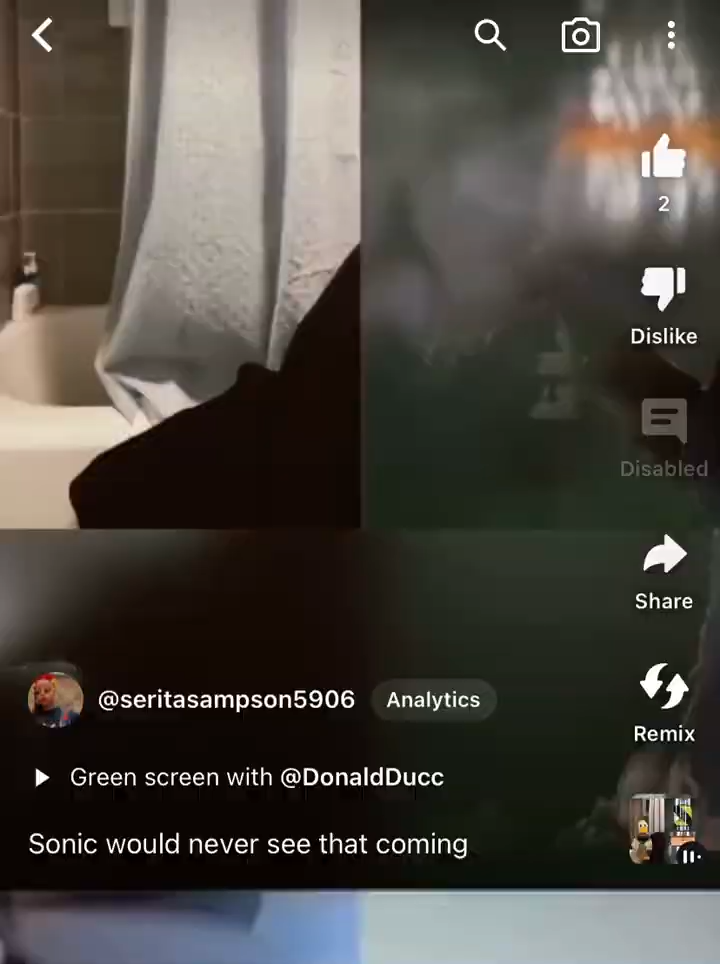 2
Dislike
Disabled
Share
@seritasampson5906 Analytics
Remix
Green screen with @DonaldDucc
Sonic would never see that coming